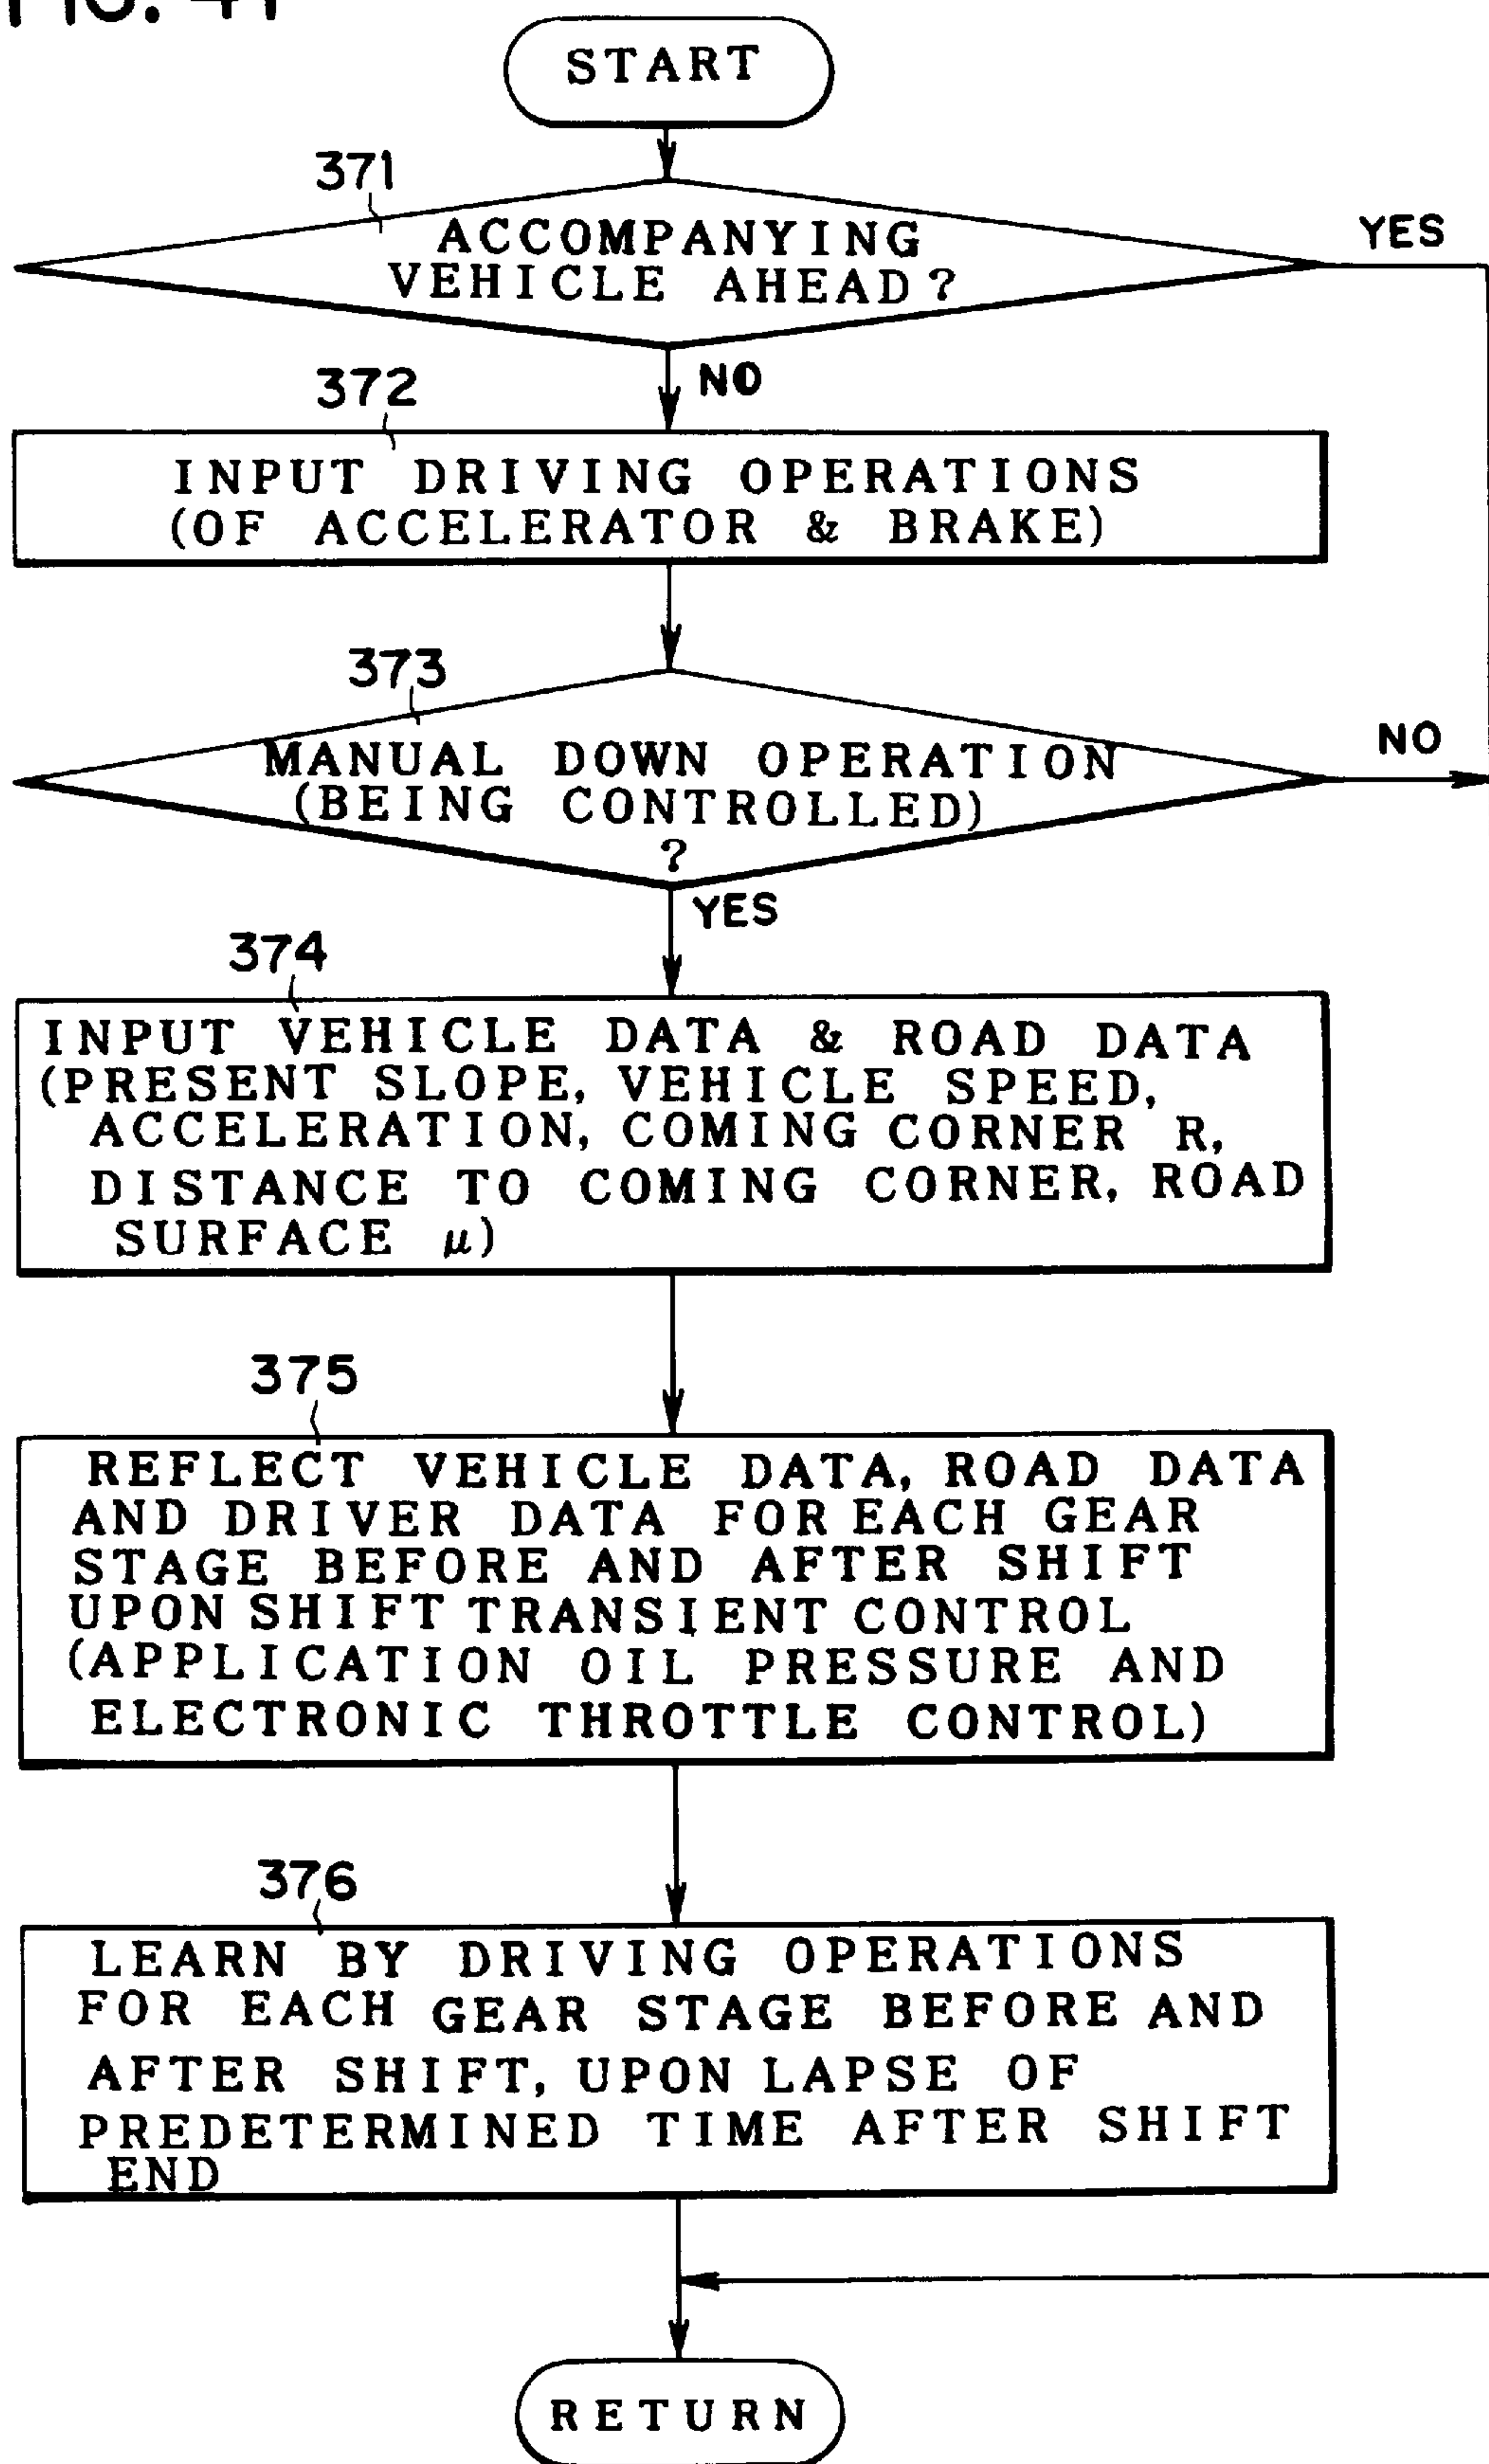 FIG. 41
START
371
ACCOMPANYING
VEHICLE AHEAD?
YES
NO
372
INPUT DRIVING OPERATIONS
(OF ACCELERATOR & BRAKE)
373
MANUAL DOWN OPERATION
(BEING CONTROLLED)
?
NO
YES
374
INPUT VEHICLE DATA & ROAD DATA
(PRESENT SLOPE, VEHICLE SPEED,
ACCELERATION, COMING CORNER R,
DISTANCE TO COMING CORNER, ROAD
SURFACE μ)
375
REFLECT VEHICLE DATA, ROAD DATA
AND DRIVER DATA FOR EACH GEAR
STAGE BEFORE AND AFTER SHIFT
UPON SHIFT TRANSIENT CONTROL
(APPLICATION OIL PRESSURE AND
ELECTRONIC THROTTLE CONTROL)
376
LEARN BY DRIVING OPERATIONS
FOR EACH GEAR STAGE BEFORE AND
AFTER SHIFT, UPON LAPSE OF
PREDETERMINED TIME AFTER SHIFT
END
RETURN